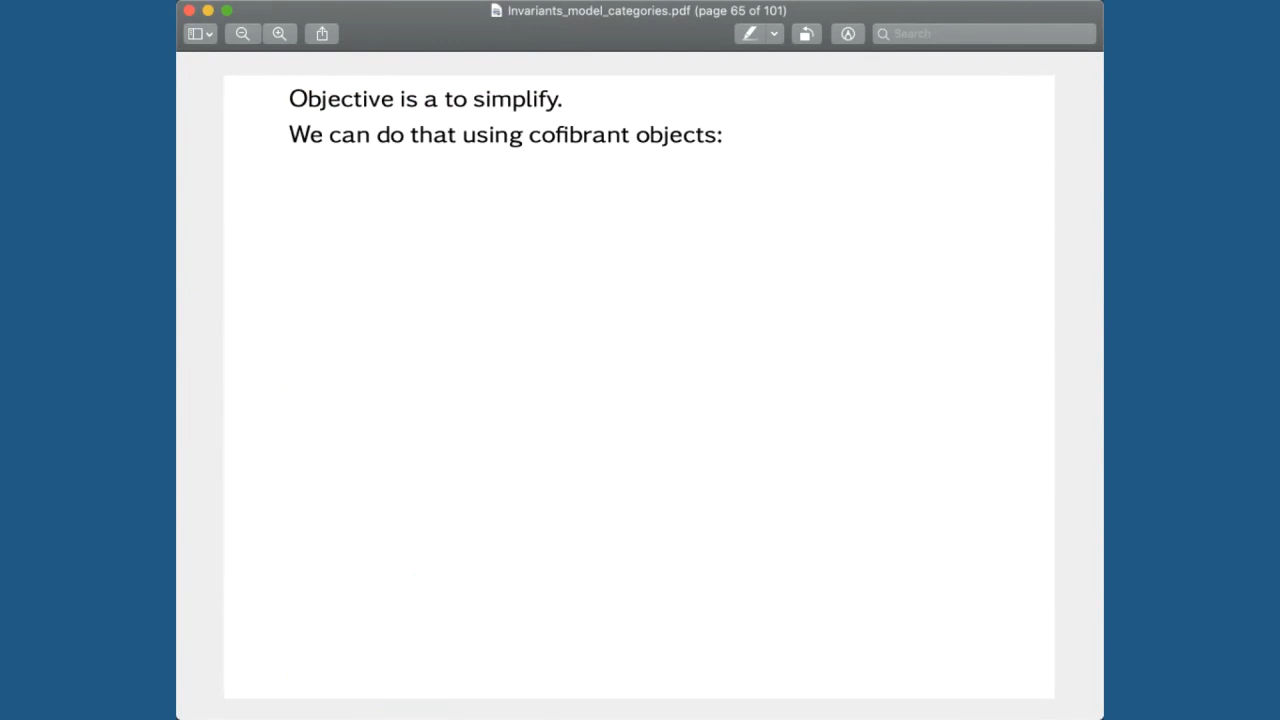 Invariants_model_categories.pdf (page 65 of 101)
Search
Objective is a to simplify.
We can do that using cofibrant objects: